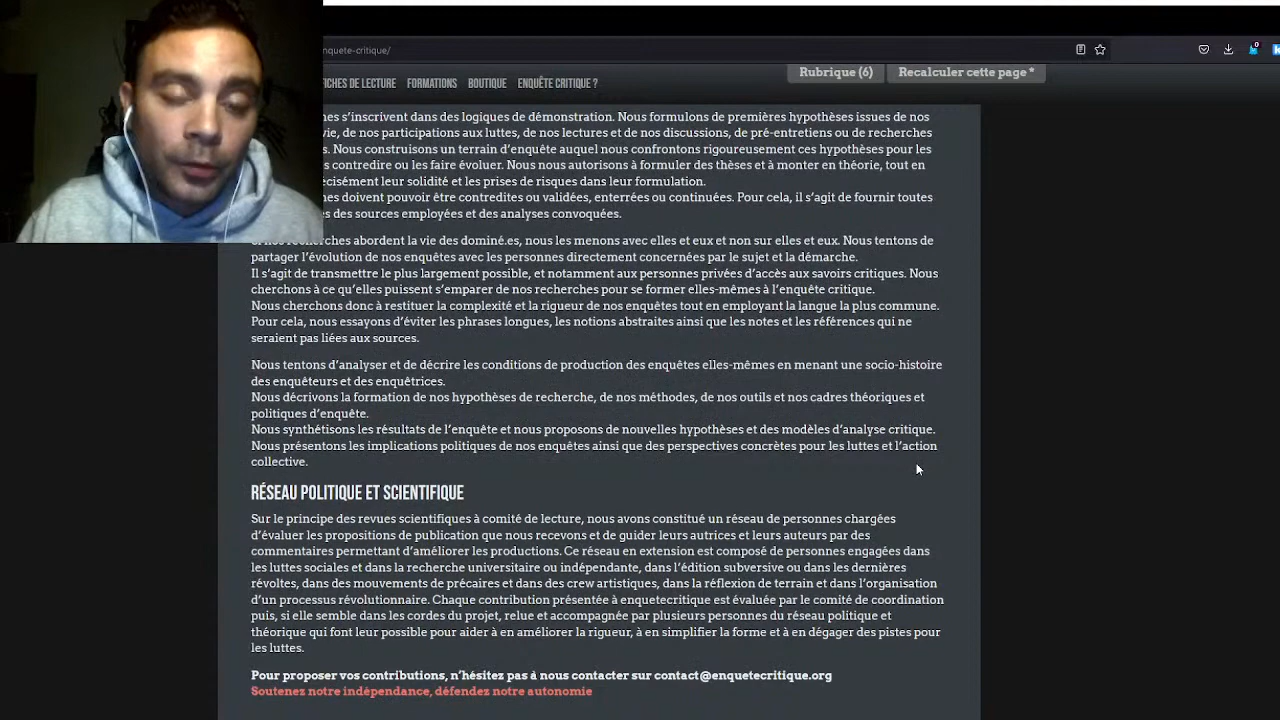 nquete-critique/
Rubrique (6) Recalculer cette page *
FICHES DE LECTURE FORMATIONS BOUTIQUE ENQUÊTE CRITIQUE ?
s’inscrivent dans des logiques de démonstration. Nous formulons de premières hypothèses issues de nos
vie, de nos participations aux luttes, de nos lectures et de nos discussions, de pré-entretiens ou de recherches
Nous construisons un terrain d’enquête auquel nous confrontons rigoureusement ces hypothèses pour les
contredire ou les faire évoluer. Nous nous autorisons à formuler des thèses et à monter en théorie, tout en
leur solidité et les prises de risques dans leur formulation.
doivent pouvoir être contredites ou validées, enterrées ou continuées. Pour cela, il s’agit de fournir toutes
des sources employées et des analyses convoquées.
recherches abordent la vie des dominé.es, nous les menons avec elles et eux et non sur elles et eux. Nous tentons de
partager l’évolution de nos enquêtes avec les personnes directement concernées par le sujet et la démarche.
Il s’agit de transmettre le plus largement possible, et notamment aux personnes privées d’accès aux savoirs critiques. Nous
cherchons à ce qu’elles puissent s’emparer de nos recherches pour se former elles-mêmes à l’enquête critique.
Nous cherchons donc à restituer la complexité et la rigueur de nos enquêtes tout en employant la langue la plus commune.
Pour cela, nous essayons d’éviter les phrases longues, les notions abstraites ainsi que les notes et les références qui ne
seraient pas liées aux sources.
Nous tentons d’analyser et de décrire les conditions de production des enquêtes elles-mêmes en menant une socio-histoire
des enquêteurs et des enquêtrices.
Nous décrivons la formation de nos hypothèses de recherche, de nos méthodes, de nos outils et nos cadres théoriques et
politiques d’enquête.
Nous synthétisons les résultats de l’enquête et nous proposons de nouvelles hypothèses et des modèles d’analyse critique.
Nous présentons les implications politiques de nos enquêtes ainsi que des perspectives concrètes pour les luttes et l’action
collective.
RÉSEAU POLITIQUE ET SCIENTIFIQUE
Sur le principe des revues scientifiques à comité de lecture, nous avons constitué un réseau de personnes chargées
d’évaluer les propositions de publication que nous recevons et de guider leurs autrices et leurs auteurs par des
commentaires permettant d’améliorer les productions. Ce réseau en extension est composé de personnes engagées dans
les luttes sociales et dans la recherche universitaire ou indépendante, dans l’édition subversive ou dans les dernières
révoltes, dans des mouvements de précaires et dans des crew artistiques, dans la réflexion de terrain et dans l’organisation
d’un processus révolutionnaire. Chaque contribution présentée à enquetecritique est évaluée par le comité de coordination
puis, si elle semble dans les cordes du projet, relue et accompagnée par plusieurs personnes du réseau politique et
théorique qui font leur possible pour aider à en améliorer la rigueur, à en simplifier la forme et à en dégager des pistes pour
les luttes.
Pour proposer vos contributions, n’hésitez pas à nous contacter sur contact@enquetecritique.org
Soutenez notre indépendance, défendez notre autonomie